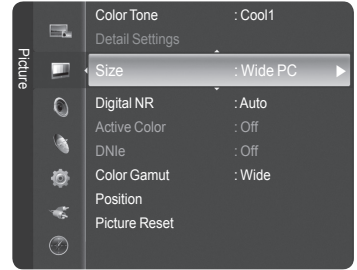 Picture
Color Tone : Cool1
Detail Settings
Size : Wide PC
Digital NR : Auto
Active Color : Off
DNIe : Off
Color Gamut : Wide
Position
Picture Reset